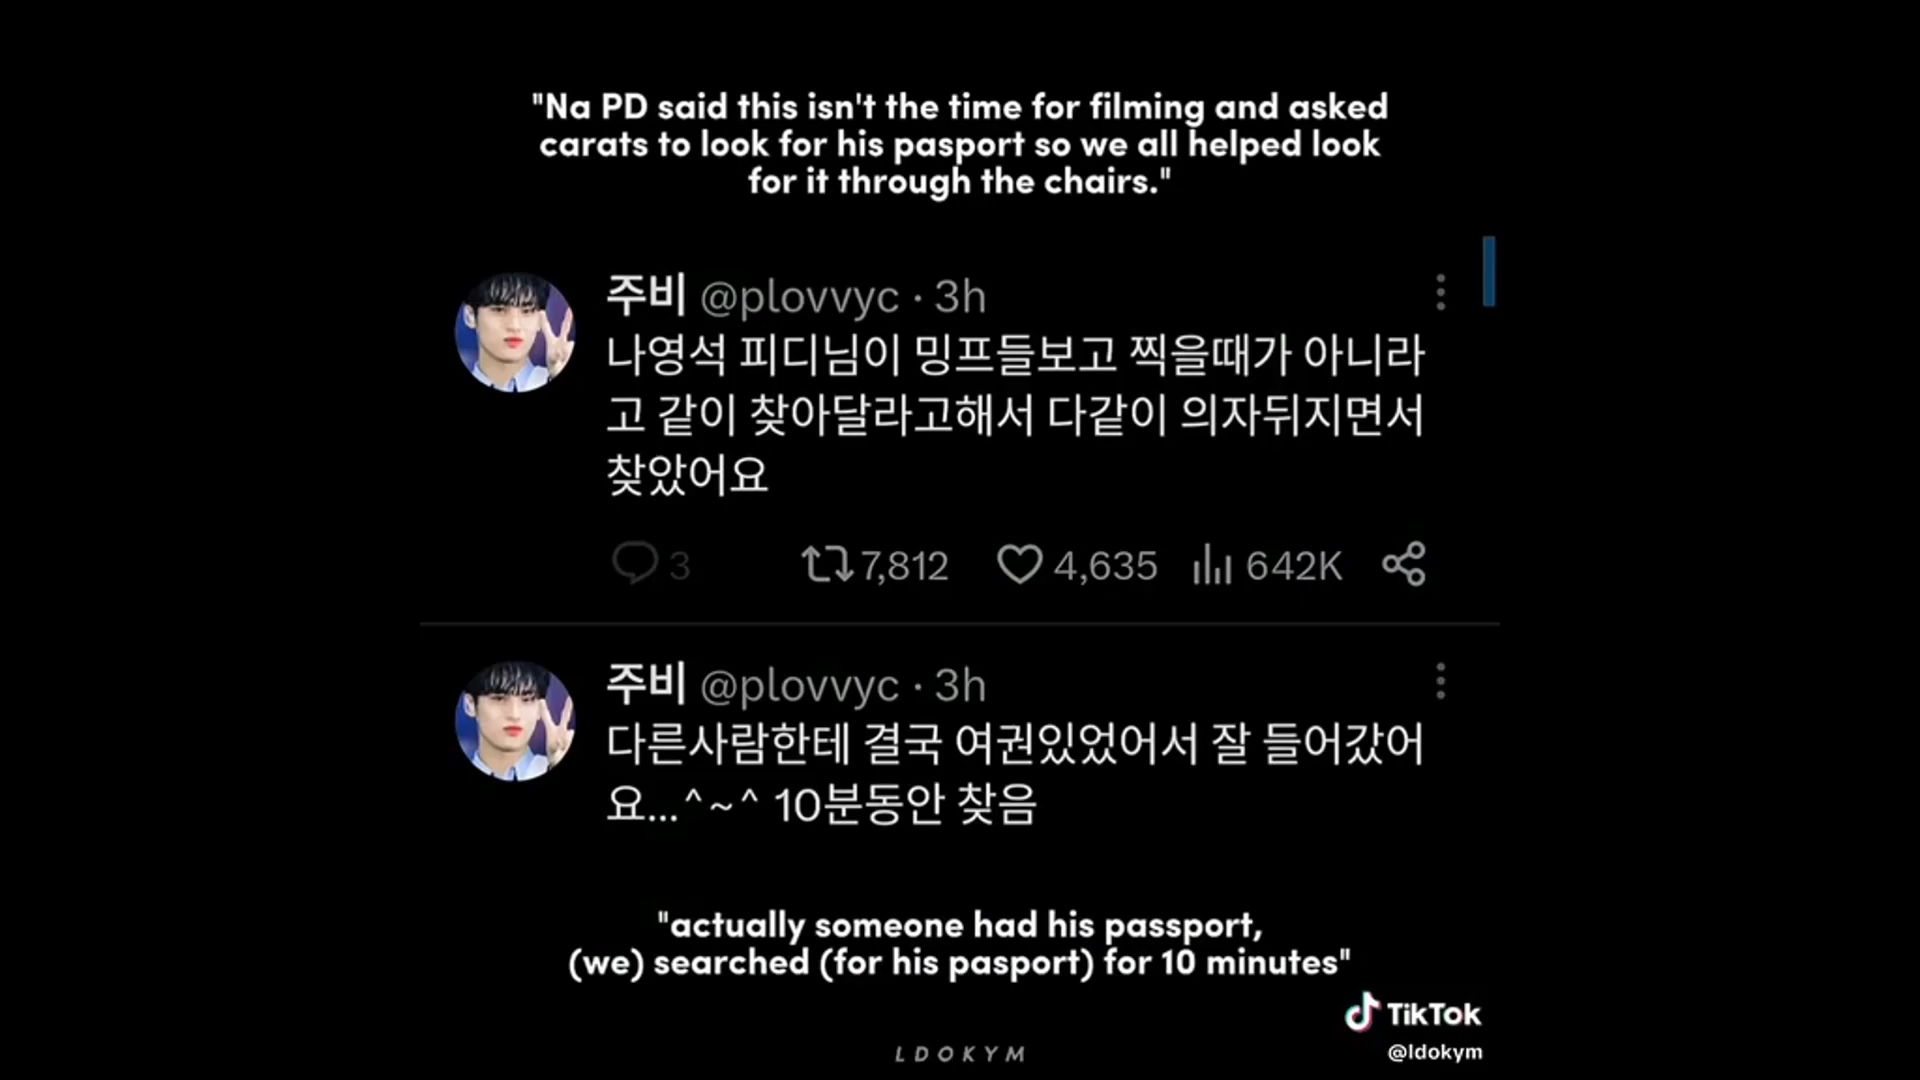 "Na PD said this isn't the time for filming and asked
carats to look for his pasport so we all helped look
for it through the chairs."
주비 @plovvyc · 3h
나영석 피디님이 밍프들보고 찍을때가 아니라
고 같이 찾아달라고해서 다같이 의자뒤지면서
찾았어요
3 7,812 4,635 642K
주비 @plovvyc · 3h
다른사람한테 결국 여권있었어서 잘 들어갔어
요...^~^ 10분동안 찾음
"actually someone had his passport,
(we) searched (for his pasport) for 10 minutes"
TikTok
@ldokym
LDOKYM